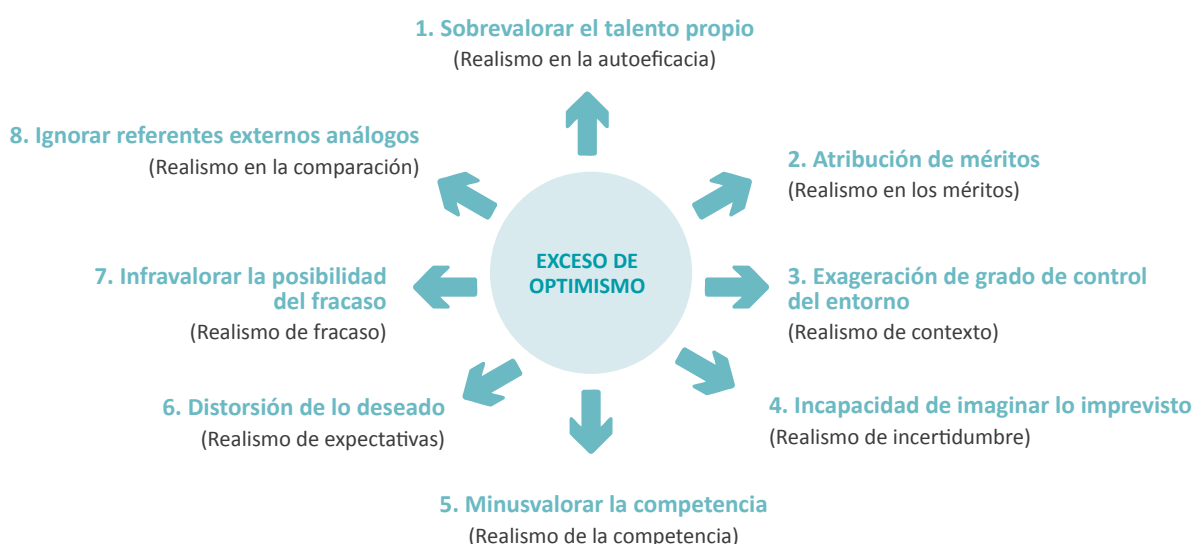 1. Sobrevalorar el talento propio
(Realismo en la autoeficacia)
8. Ignorar referentes externos análogos
(Realismo en la comparación)
2. Atribución de méritos
(Realismo en los méritos)
EXCESO DE
OPTIMISMO
7. Infravalorar la posibilidad
del fracaso
(Realismo de fracaso)
3. Exageración de grado de control
del entorno
(Realismo de contexto)
6. Distorsión de lo deseado
(Realismo de expectativas)
4. Incapacidad de imaginar lo imprevisto
(Realismo de incertidumbre)
5. Minusvalorar la competencia
(Realismo de la competencia)